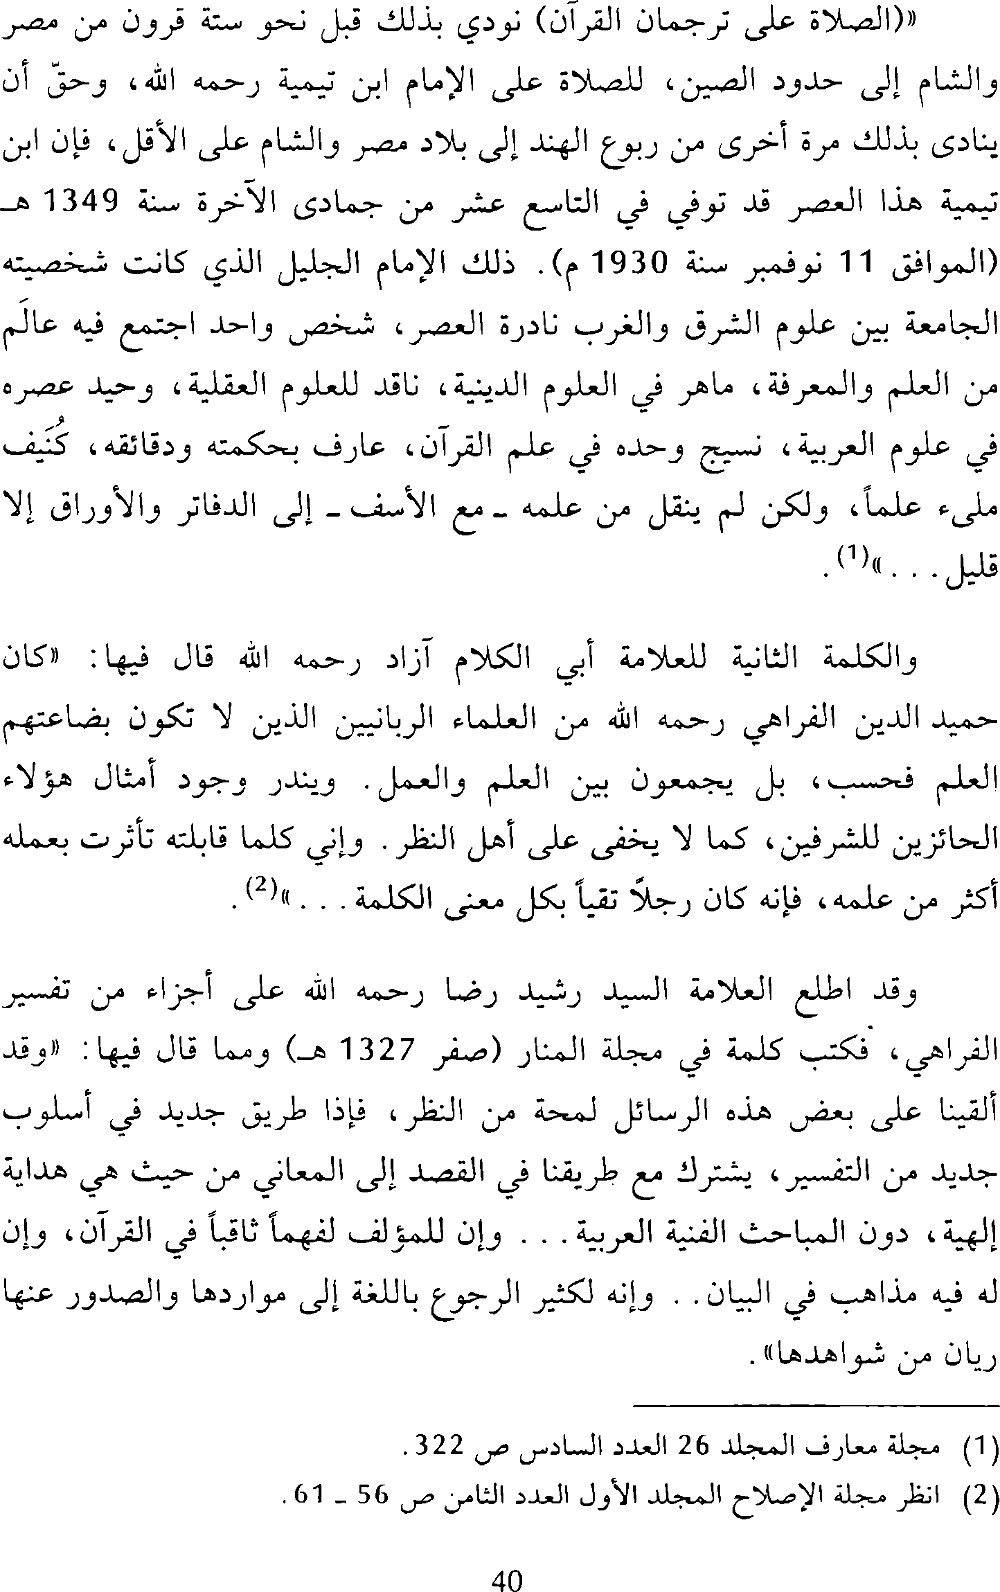 «(الصلاة على ترجمان القرآن) نودي بذلك قبل نحو ستة قرون من مصر
والشام إلى حدود الصين، للصلاة على الإمام ابن تيمية رحمه الله، وحقّ أن
ينادى بذلك مرة أخرى من ربوع الهند إلى بلاد مصر والشام على الأقل، فإن ابن
تيمية هذا العصر قد توفي في التاسع عشر من جمادى الآخرة سنة 1349 هـ
(الموافق 11 نوفمبر سنة 1930 م). ذلك الإمام الجليل الذي كانت شخصيته
الجامعة بين علوم الشرق والغرب نادرة العصر، شخص واحد اجتمع فيه عالَم
من العلم والمعرفة، ماهر في العلوم الدينية، ناقد للعلوم العقلية، وحيد عصره
في علوم العربية، نسيج وحده في علم القرآن، عارف بحكمته ودقائقه، كُنَيف
مليء علماً، ولكن لم ينقل من علمه ـ مع الأسف ـ إلى الدفاتر والأوراق إلا
قليل. . .»(1).
والكلمة الثانية للعلامة أبي الكلام آزاد رحمه الله قال فيها: «كان
حميد الدين الفراهي رحمه الله من العلماء الربانيين الذين لا تكون بضاعتهم
العلم فحسب، بل يجمعون بين العلم والعمل. ويندر وجود أمثال هؤلاء
الحائزين للشرفين، كما لا يخفى على أهل النظر. وإني كلما قابلته تأثرت بعمله
أكثر من علمه، فإنه كان رجلاً تقياً بكل معنى الكلمة. . .»(2).
وقد اطلع العلامة السيد رشيد رضا رحمه الله على أجزاء من تفسير
الفراهي، فكتب كلمة في مجلة المنار (صفر 1327 هـ) ومما قال فيها: «وقد
ألقينا على بعض هذه الرسائل لمحة من النظر، فإذا طريق جديد في أسلوب
جديد من التفسير، يشترك مع طريقنا في القصد إلى المعاني من حيث هي هداية
إلهية، دون المباحث الفنية العربية. . . وإن للمؤلف لفهماً ثاقباً في القرآن، وإن
له فيه مذاهب في البيان. . وإنه لكثير الرجوع باللغة إلى مواردها والصدور عنها
ريان من شواهدها».
(1) مجلة معارف المجلد 26 العدد السادس ص 322.
(2) انظر مجلة الإصلاح المجلد الأول العدد الثامن ص 56 ـ 61.
40